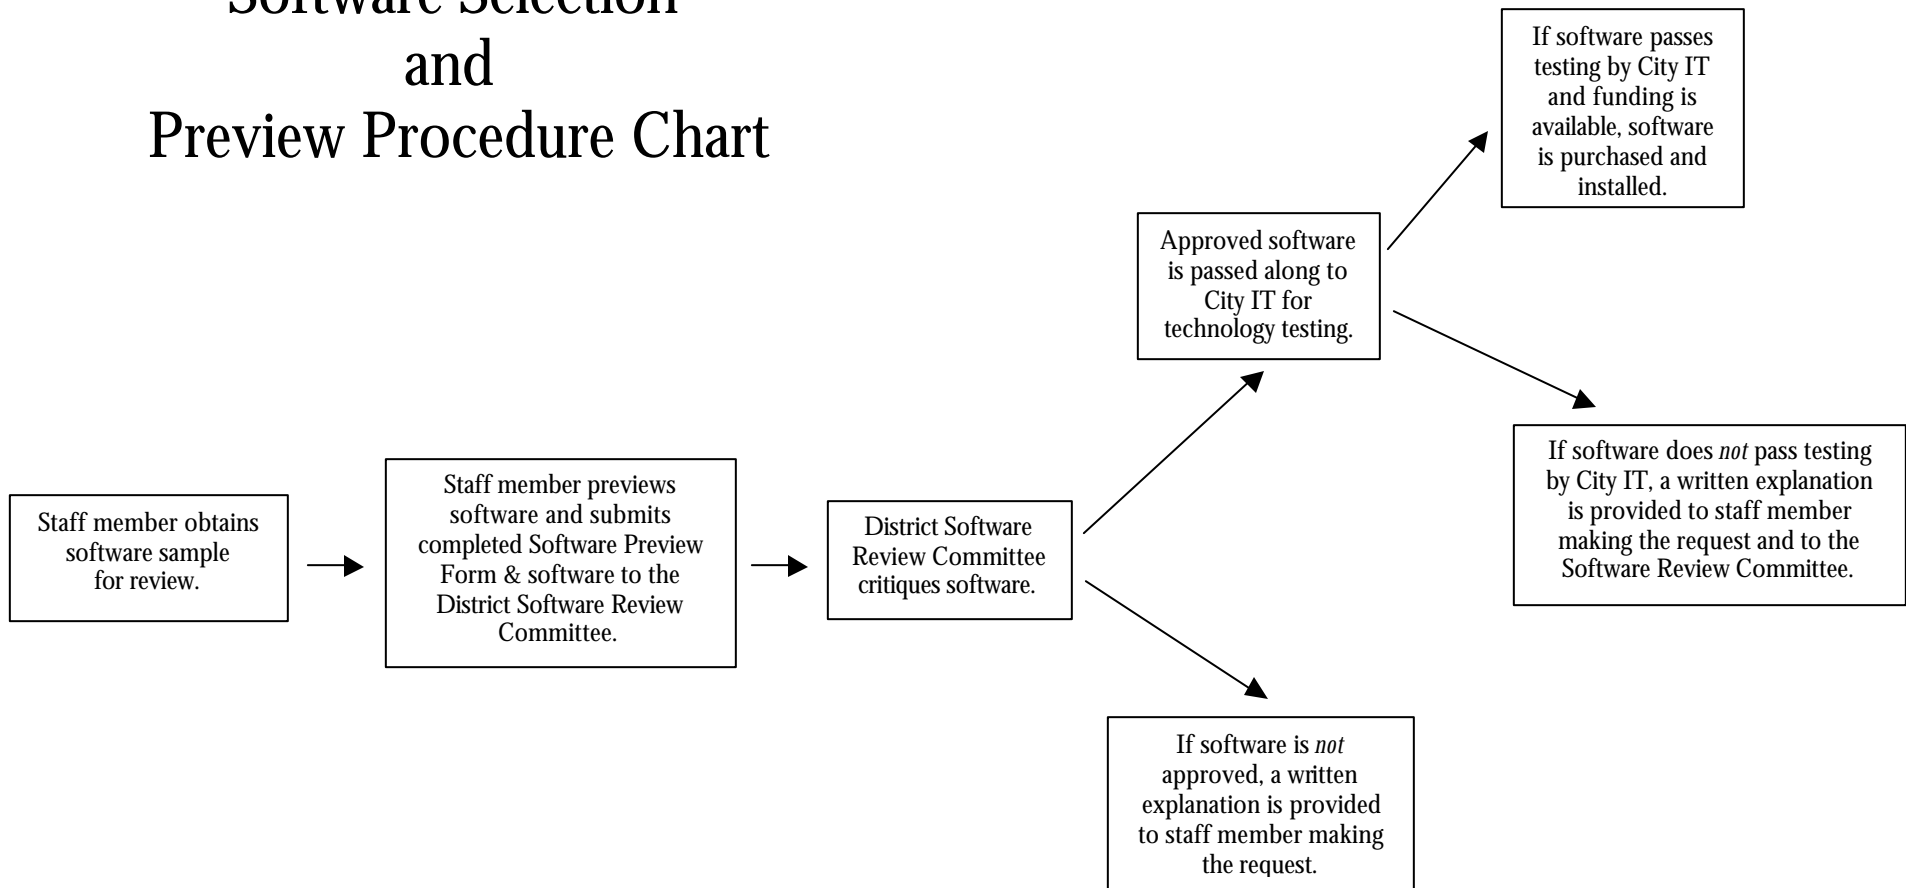 Software Selection
and
Preview Procedure Chart
If software passes
testing by City IT
and funding is
available, software
is purchased and
installed.
Approved software
is passed along to
City IT for
technology testing.
If software does not pass testing
by City IT, a written explanation
is provided to staff member
making the request and to the
Software Review Committee.
Staff member obtains
software sample
for review.
Staff member previews
software and submits
completed Software Preview
Form & software to the
District Software Review
Committee.
District Software
Review Committee
critiques software.
If software is not
approved, a written
explanation is provided
to staff member making
the request.